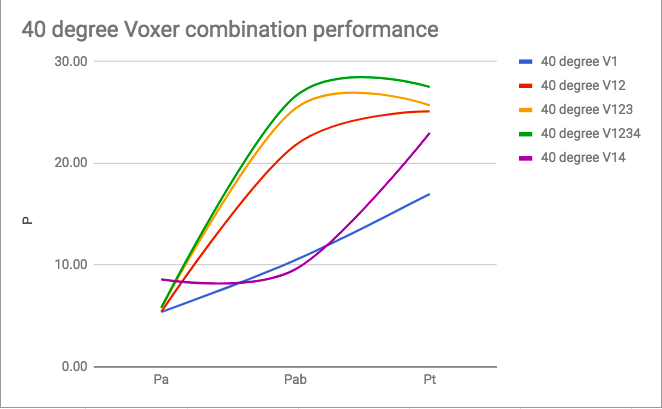 40 degree Voxer combination performance
30.00
20.00
10.00
0.00
P
Pa
Pab
Pt
40 degree V1
40 degree V12
40 degree V123
40 degree V1234
40 degree V14